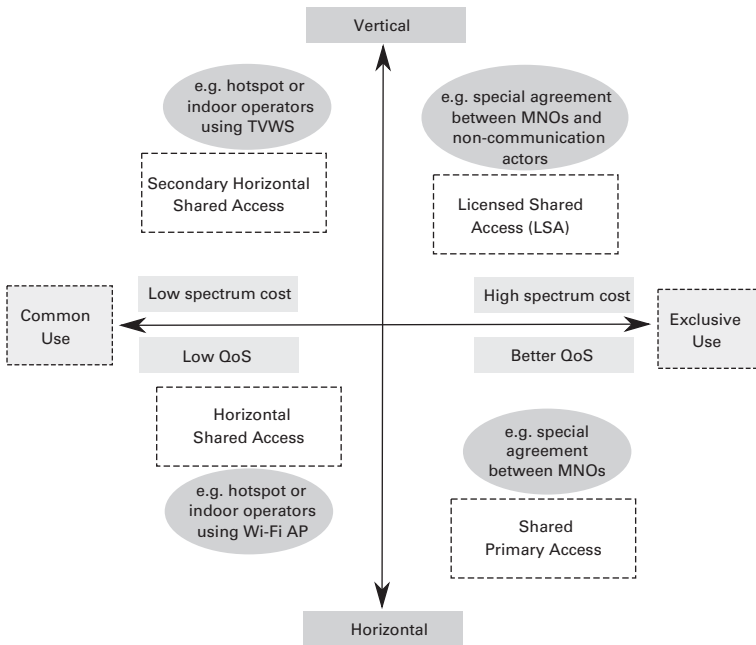 Vertical
e.g. hotspot or
indoor operators
using TVWS
e.g. special agreement
between MNOs and
non-communication
actors
Secondary Horizontal
Shared Access
Licensed Shared
Access (LSA)
Low spectrum cost
High spectrum cost
Common
Use
Exclusive
Use
Low QoS
Better QoS
Horizontal
Shared Access
e.g. special
agreement
between MNOs
e.g. hotspot or
indoor operators
using Wi-Fi AP
Shared
Primary Access
Horizontal